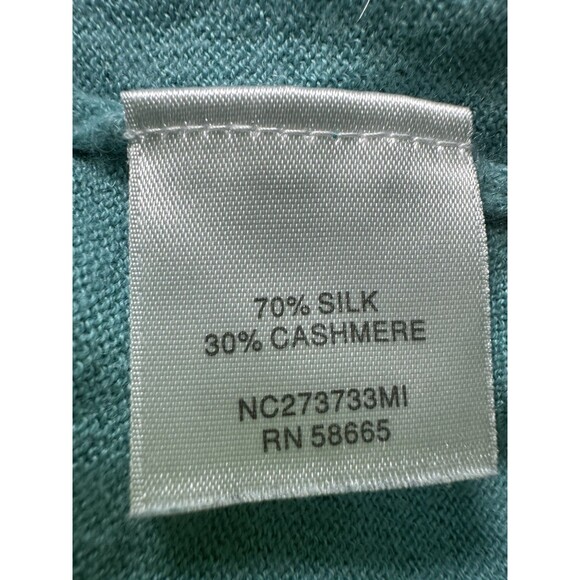 70% SILK
30% CASHMERE
NC273733MI
RN 58665